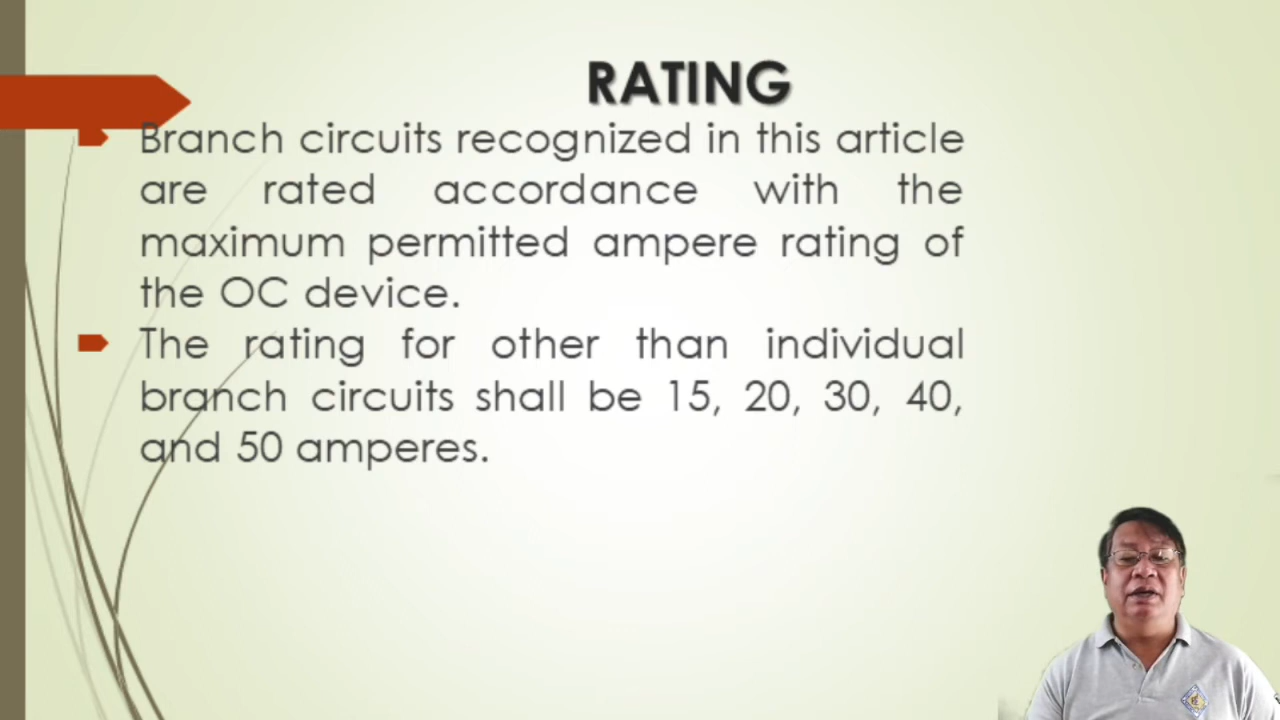 RATING
Branch circuits recognized in this article
are rated accordance with the
maximum permitted ampere rating of
the OC device.
The rating for other than individual
branch circuits shall be 15, 20, 30, 40,
and 50 amperes.